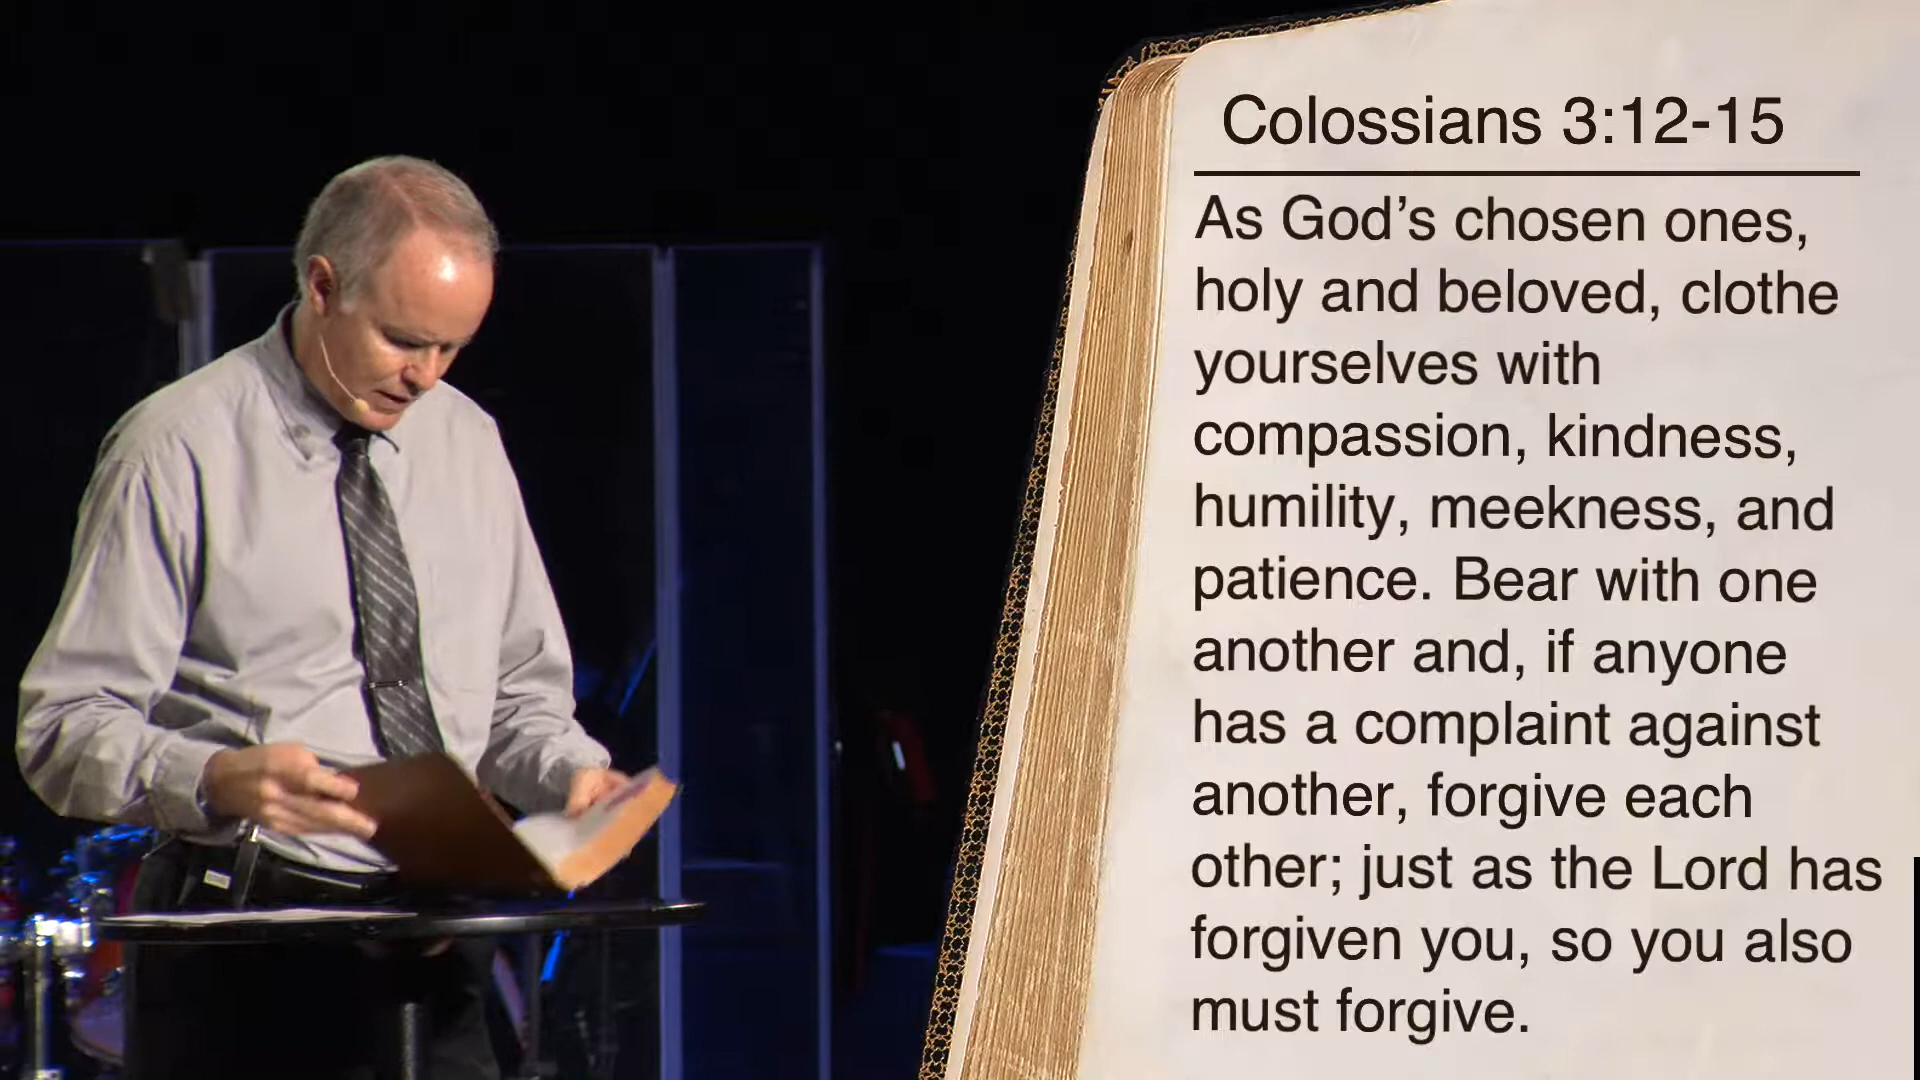 Colossians 3:12-15
As God’s chosen ones,
holy and beloved, clothe
yourselves with
compassion, kindness,
humility, meekness, and
patience. Bear with one
another and, if anyone
has a complaint against
another, forgive each
other; just as the Lord has
forgiven you, so you also
must forgive.